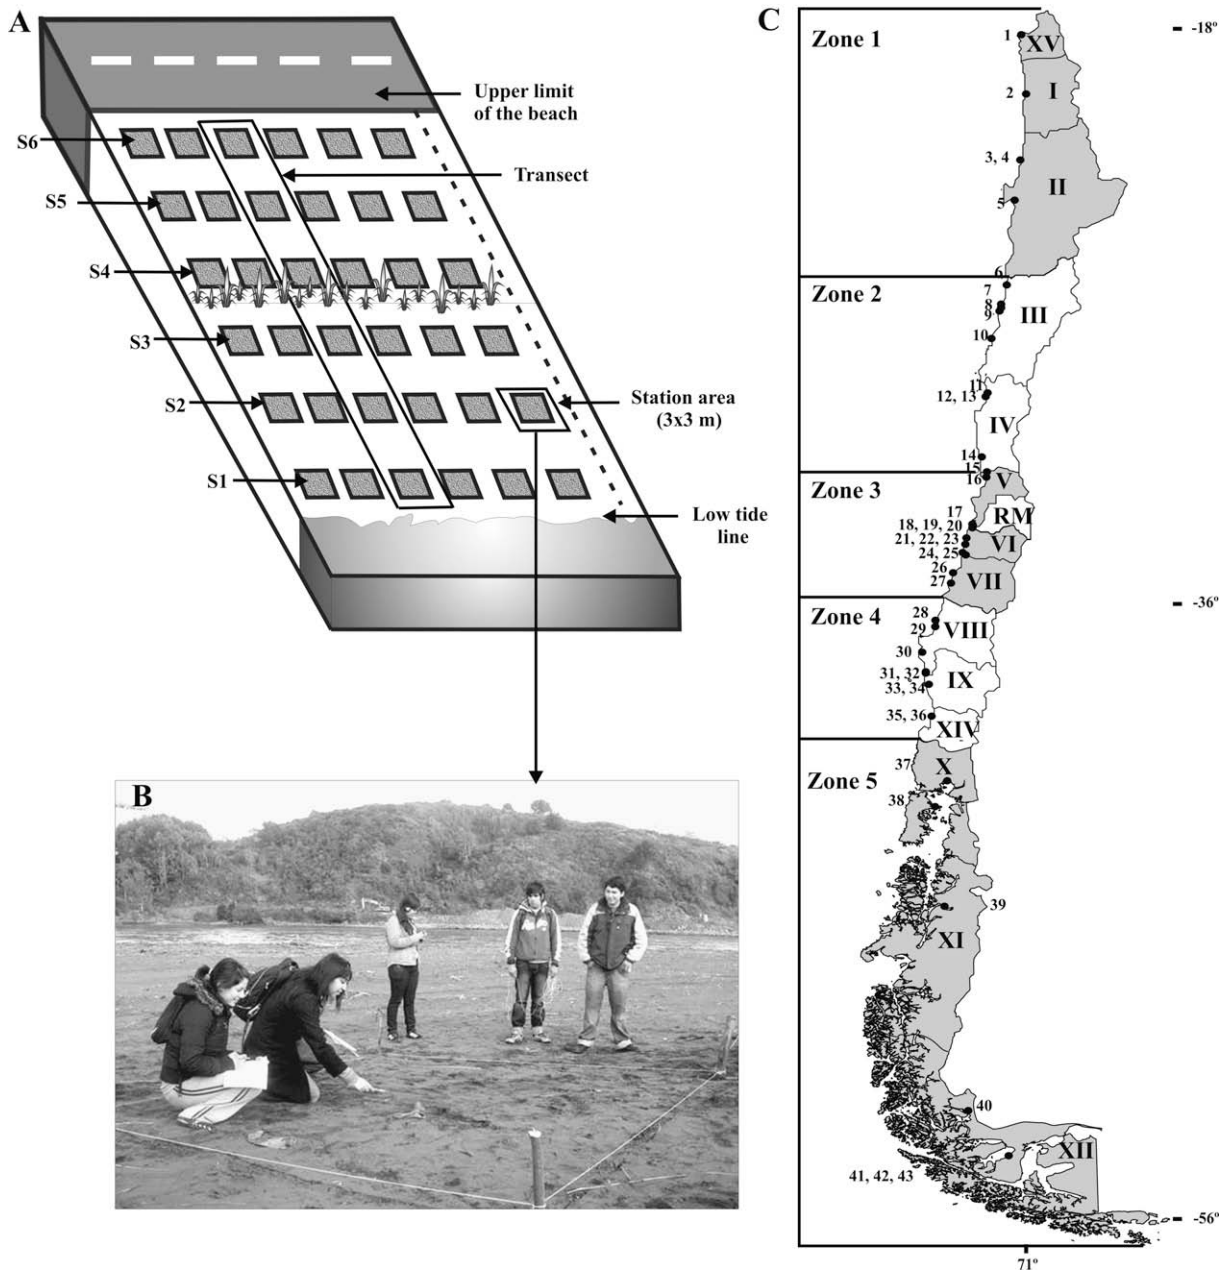 A
Upper limit
of the beach
S6
Transect
S5
S4
S3
S2
Station area
(3x3 m)
S1
Low tide
line
B
C
-18°
Zone 1
1
XV
2
I
3, 4
II
5
6
Zone 2
7
8
9
III
10
11
12, 13
IV
14
15
16
V
Zone 3
17
RM
18, 19, 20
21, 22, 23
VI
24, 25
26
VII
27
-36°
Zone 4
28
29
VIII
30
31, 32
IX
33, 34
35, 36
XIV
37
X
Zone 5
38
39
XI
40
XII
41, 42, 43
-56°
71°